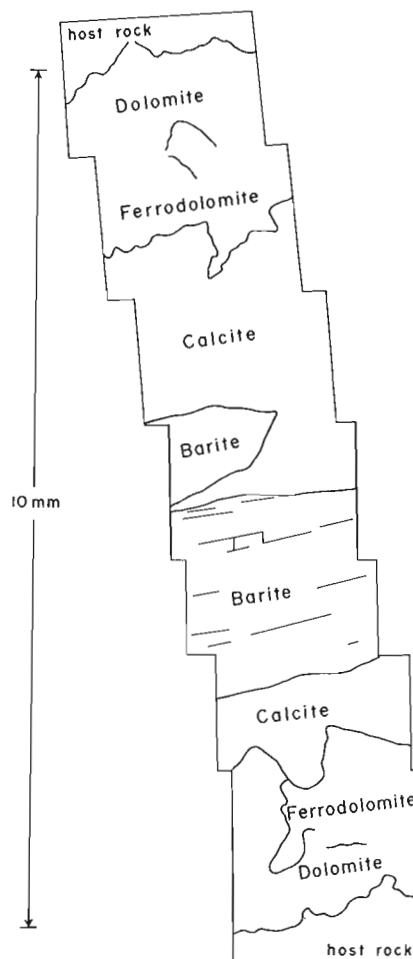 host rock
Dolomite
Ferrodolomite
Calcite
Barite
10 mm
Barite
Calcite
Ferrodolomite
Dolomite
host rock